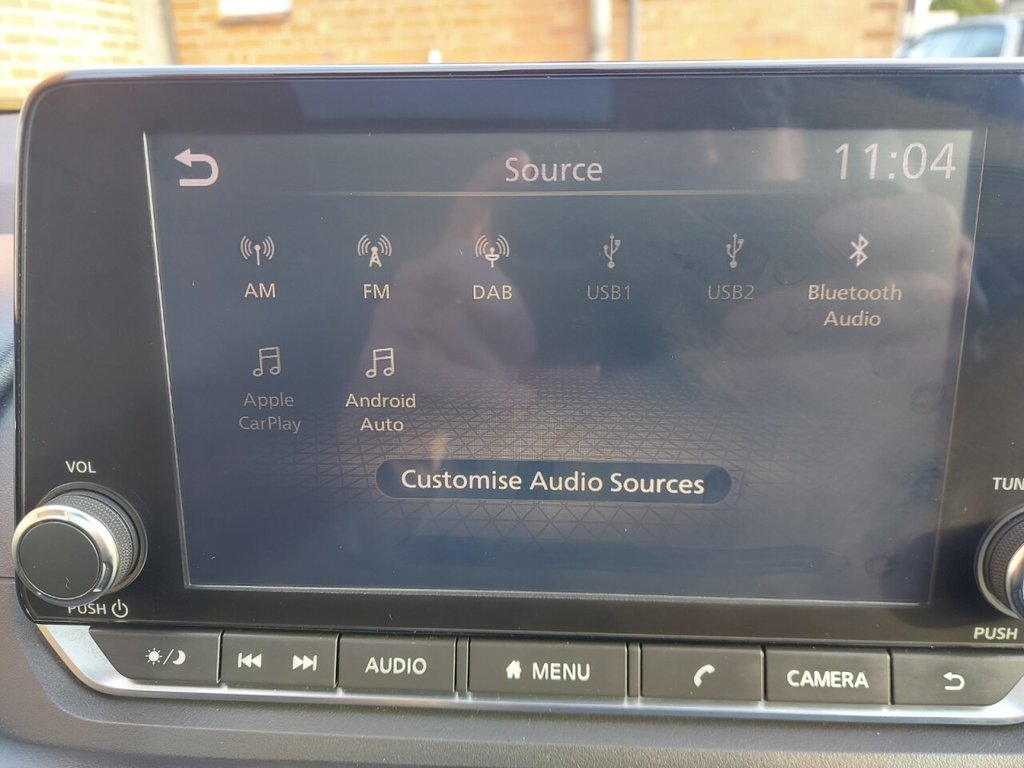 Source
11:04
AM
FM
DAB
USB1
USB2
Bluetooth
Audio
Apple
CarPlay
Android
Auto
Customise Audio Sources
VOL
TUN
PUSH
PUSH
AUDIO
MENU
CAMERA